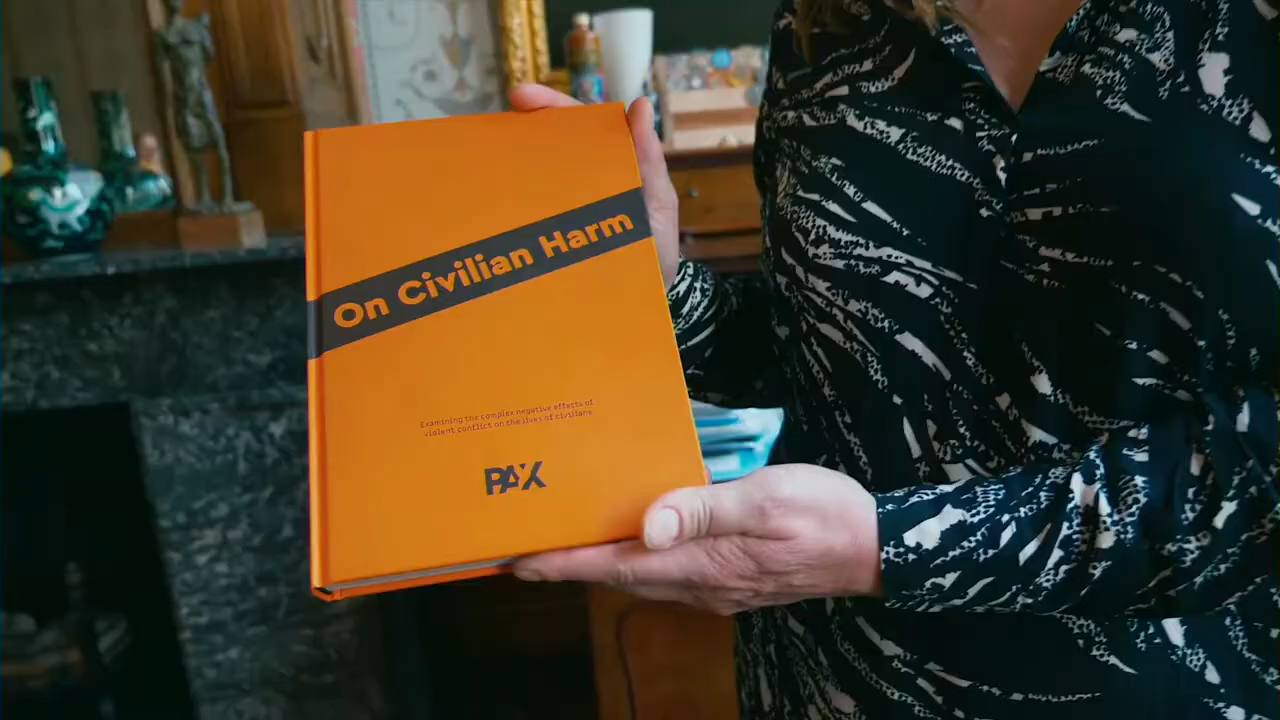 On Civilian Harm
Examining the complex negative effects of
violent conflict on the lives of civilians
PAX